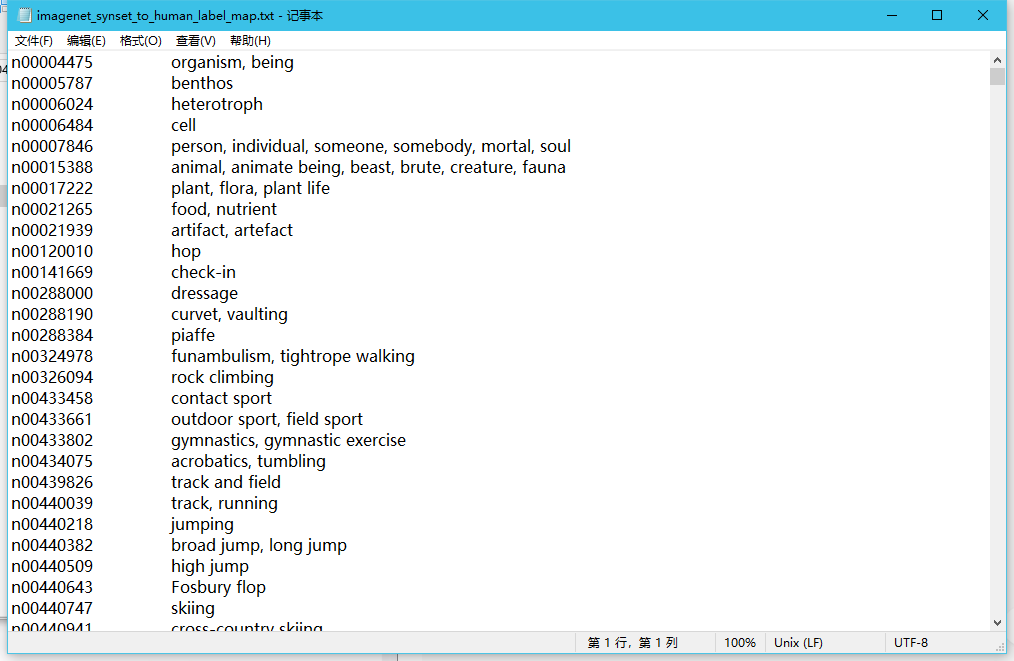 imagenet_synset_to_human_label_map.txt - 记事本
文件(F) 编辑(E) 格式(O) 查看(V) 帮助(H)
n00004475 organism, being
n00005787 benthos
n00006024 heterotroph
n00006484 cell
n00007846 person, individual, someone, somebody, mortal, soul
n00015388 animal, animate being, beast, brute, creature, fauna
n00017222 plant, flora, plant life
n00021265 food, nutrient
n00021939 artifact, artefact
n00120010 hop
n00141669 check-in
n00288000 dressage
n00288190 curvet, vaulting
n00288384 piaffe
n00324978 funambulism, tightrope walking
n00326094 rock climbing
n00433458 contact sport
n00433661 outdoor sport, field sport
n00433802 gymnastics, gymnastic exercise
n00434075 acrobatics, tumbling
n00439826 track and field
n00440039 track, running
n00440218 jumping
n00440382 broad jump, long jump
n00440509 high jump
n00440643 Fosbury flop
n00440747 skiing
n00440941 cross-country skiing
第 1 行，第 1 列 100% Unix (LF) UTF-8